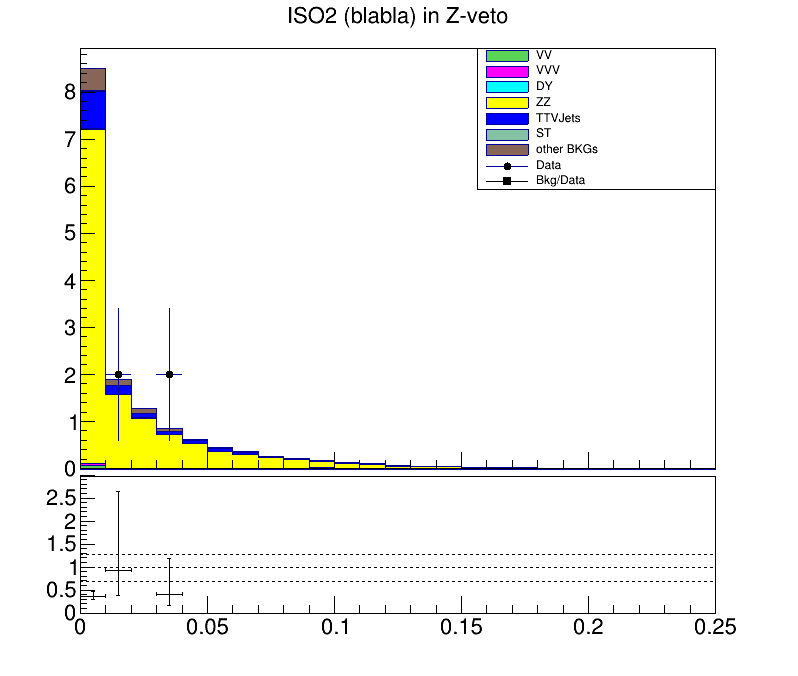 ISO2 (blabla) in Z-veto
VV
VVV
DY
ZZ
TTVJets
ST
other BKGs
Data
Bkg/Data
8
7
6
5
4
3
2
1
0
2.5
2
1.5
1
0.5
0
0 0.05 0.1 0.15 0.2 0.25